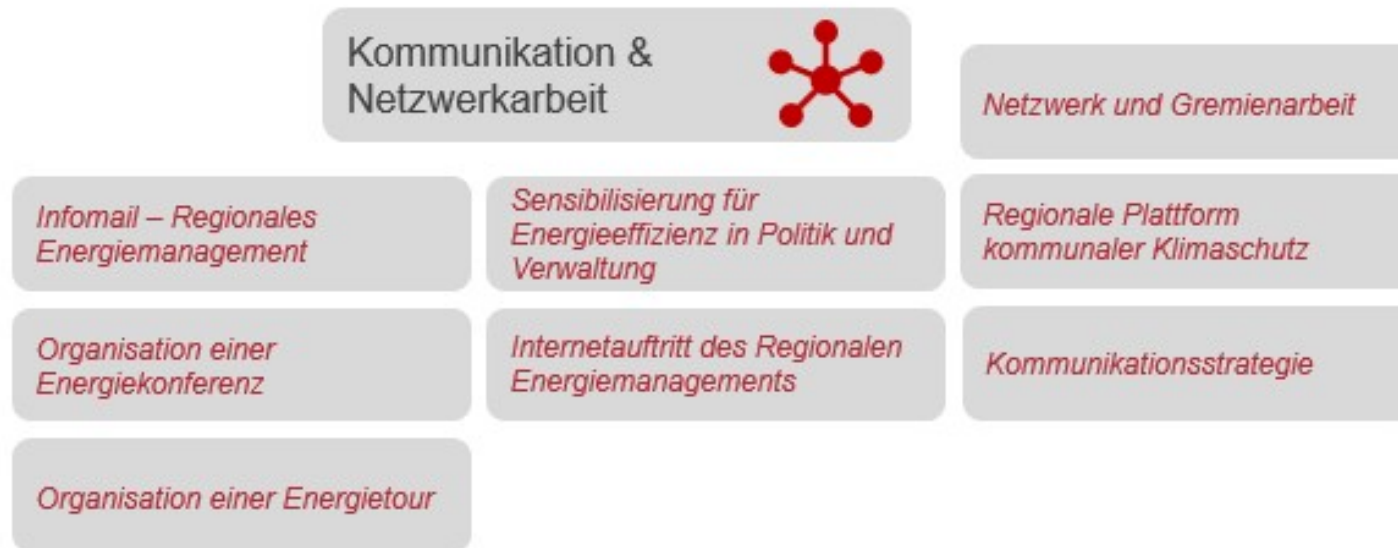 Kommunikation &
Netzwerkarbeit
Netzwerk und Gremienarbeit
Infomail – Regionales
Energiemanagement
Sensibilisierung für
Energieeffizienz in Politik und
Verwaltung
Regionale Plattform
kommunaler Klimaschutz
Organisation einer
Energiekonferenz
Internetauftritt des Regionalen
Energiemanagements
Kommunikationsstrategie
Organisation einer Energietour